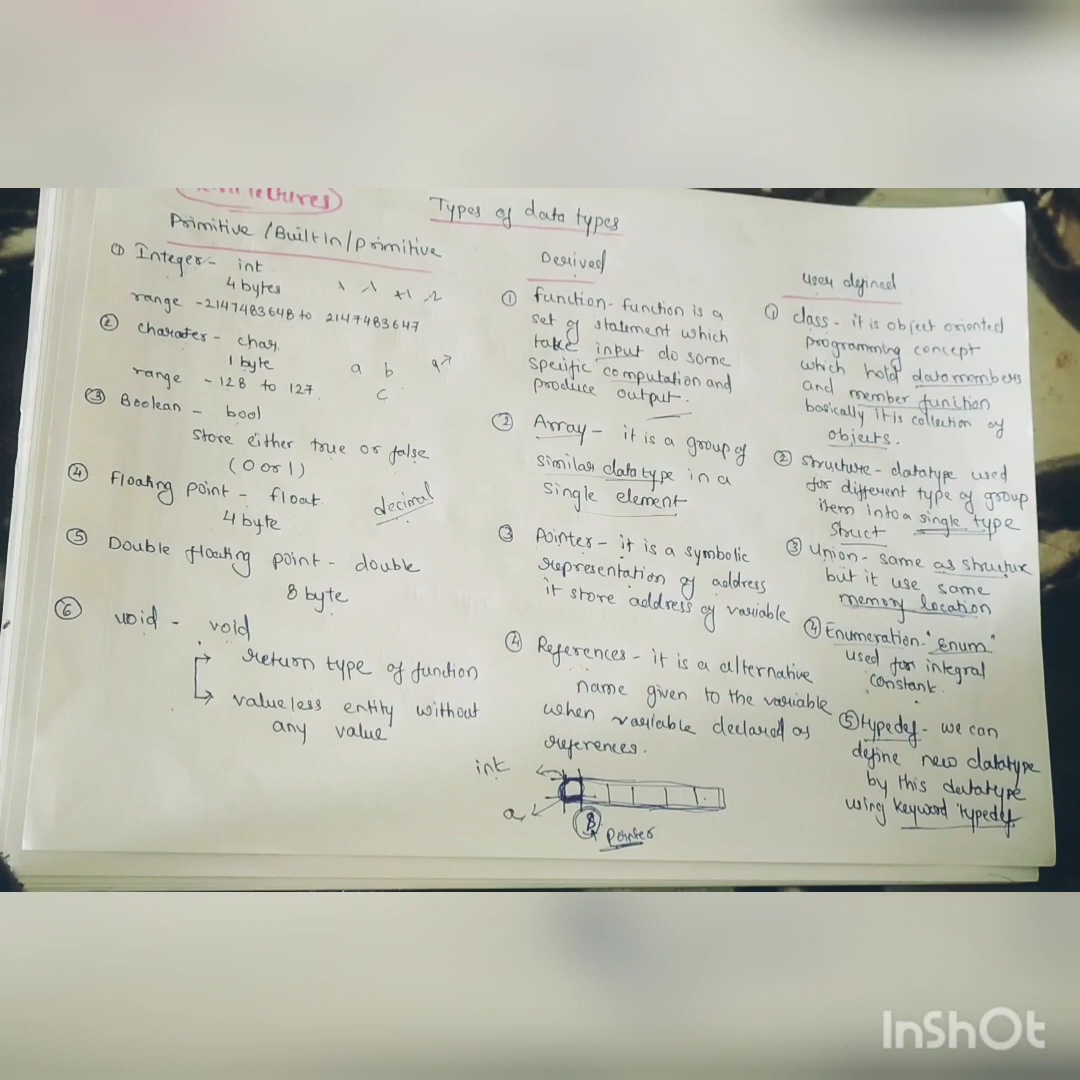 Types of data types
Primitive / Built In / primitive
① Integer - int
4 bytes
range -2147483648 to 2147483647
② charater - char,
1 byte
a b
range -128 to 127.
c
③ Boolean - bool
store either true or false
(0 or 1)
④ Floating point - float
decimal
4 byte
⑤ Double floating point - double
8 byte
⑥ void - void
return type of function
valueless entity without
any value
Derived
① function - function is a
set of statement which
take input do some
specific computation and
produce output.
② Array - it is a group of
similar data type in a
single element
③ Pointer - it is a symbolic
representation of address
it store address of variable
④ References - it is a alternative
name given to the variable
when variable declared as
references.
int
a
Pointer
User defined
① class - it is object oriented
programming concept
which hold data members
and member function
basically it is collection of
objects.
② structure - datatype used
for different type of group
item into a single type
struct
③ Union - same as structure
but it use same
memory location
④ Enumeration - "enum"
used for integral
constant.
⑤ typedef - we can
define new datatype
by this datatype
using keyword 'typedef
InShOt